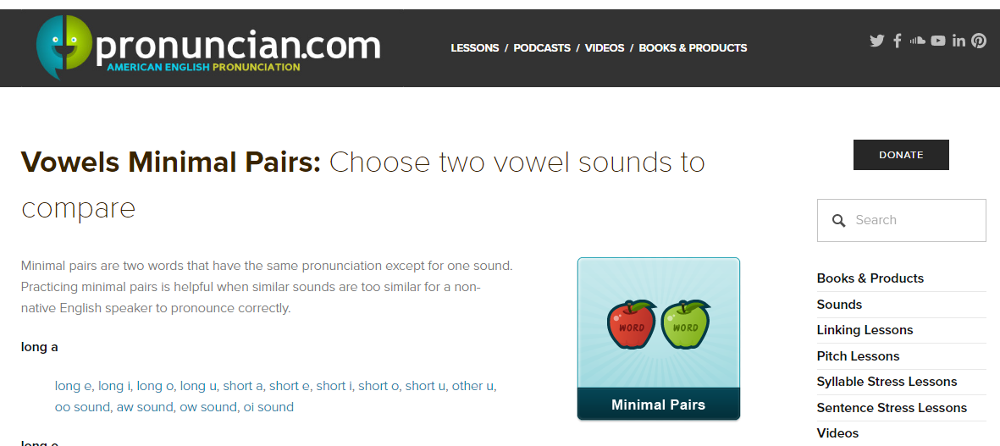 pronuncian.com
AMERICAN ENGLISH PRONUNCIATION
LESSONS / PODCASTS / VIDEOS / BOOKS & PRODUCTS
Vowels Minimal Pairs: Choose two vowel sounds to
compare
Minimal pairs are two words that have the same pronunciation except for one sound.
Practicing minimal pairs is helpful when similar sounds are too similar for a non-
native English speaker to pronounce correctly.
long a
long e, long i, long o, long u, short a, short e, short i, short o, short u, other u,
oo sound, aw sound, ow sound, oi sound
long e
WORD WORD
Minimal Pairs
DONATE
Search
Books & Products
Sounds
Linking Lessons
Pitch Lessons
Syllable Stress Lessons
Sentence Stress Lessons
Videos